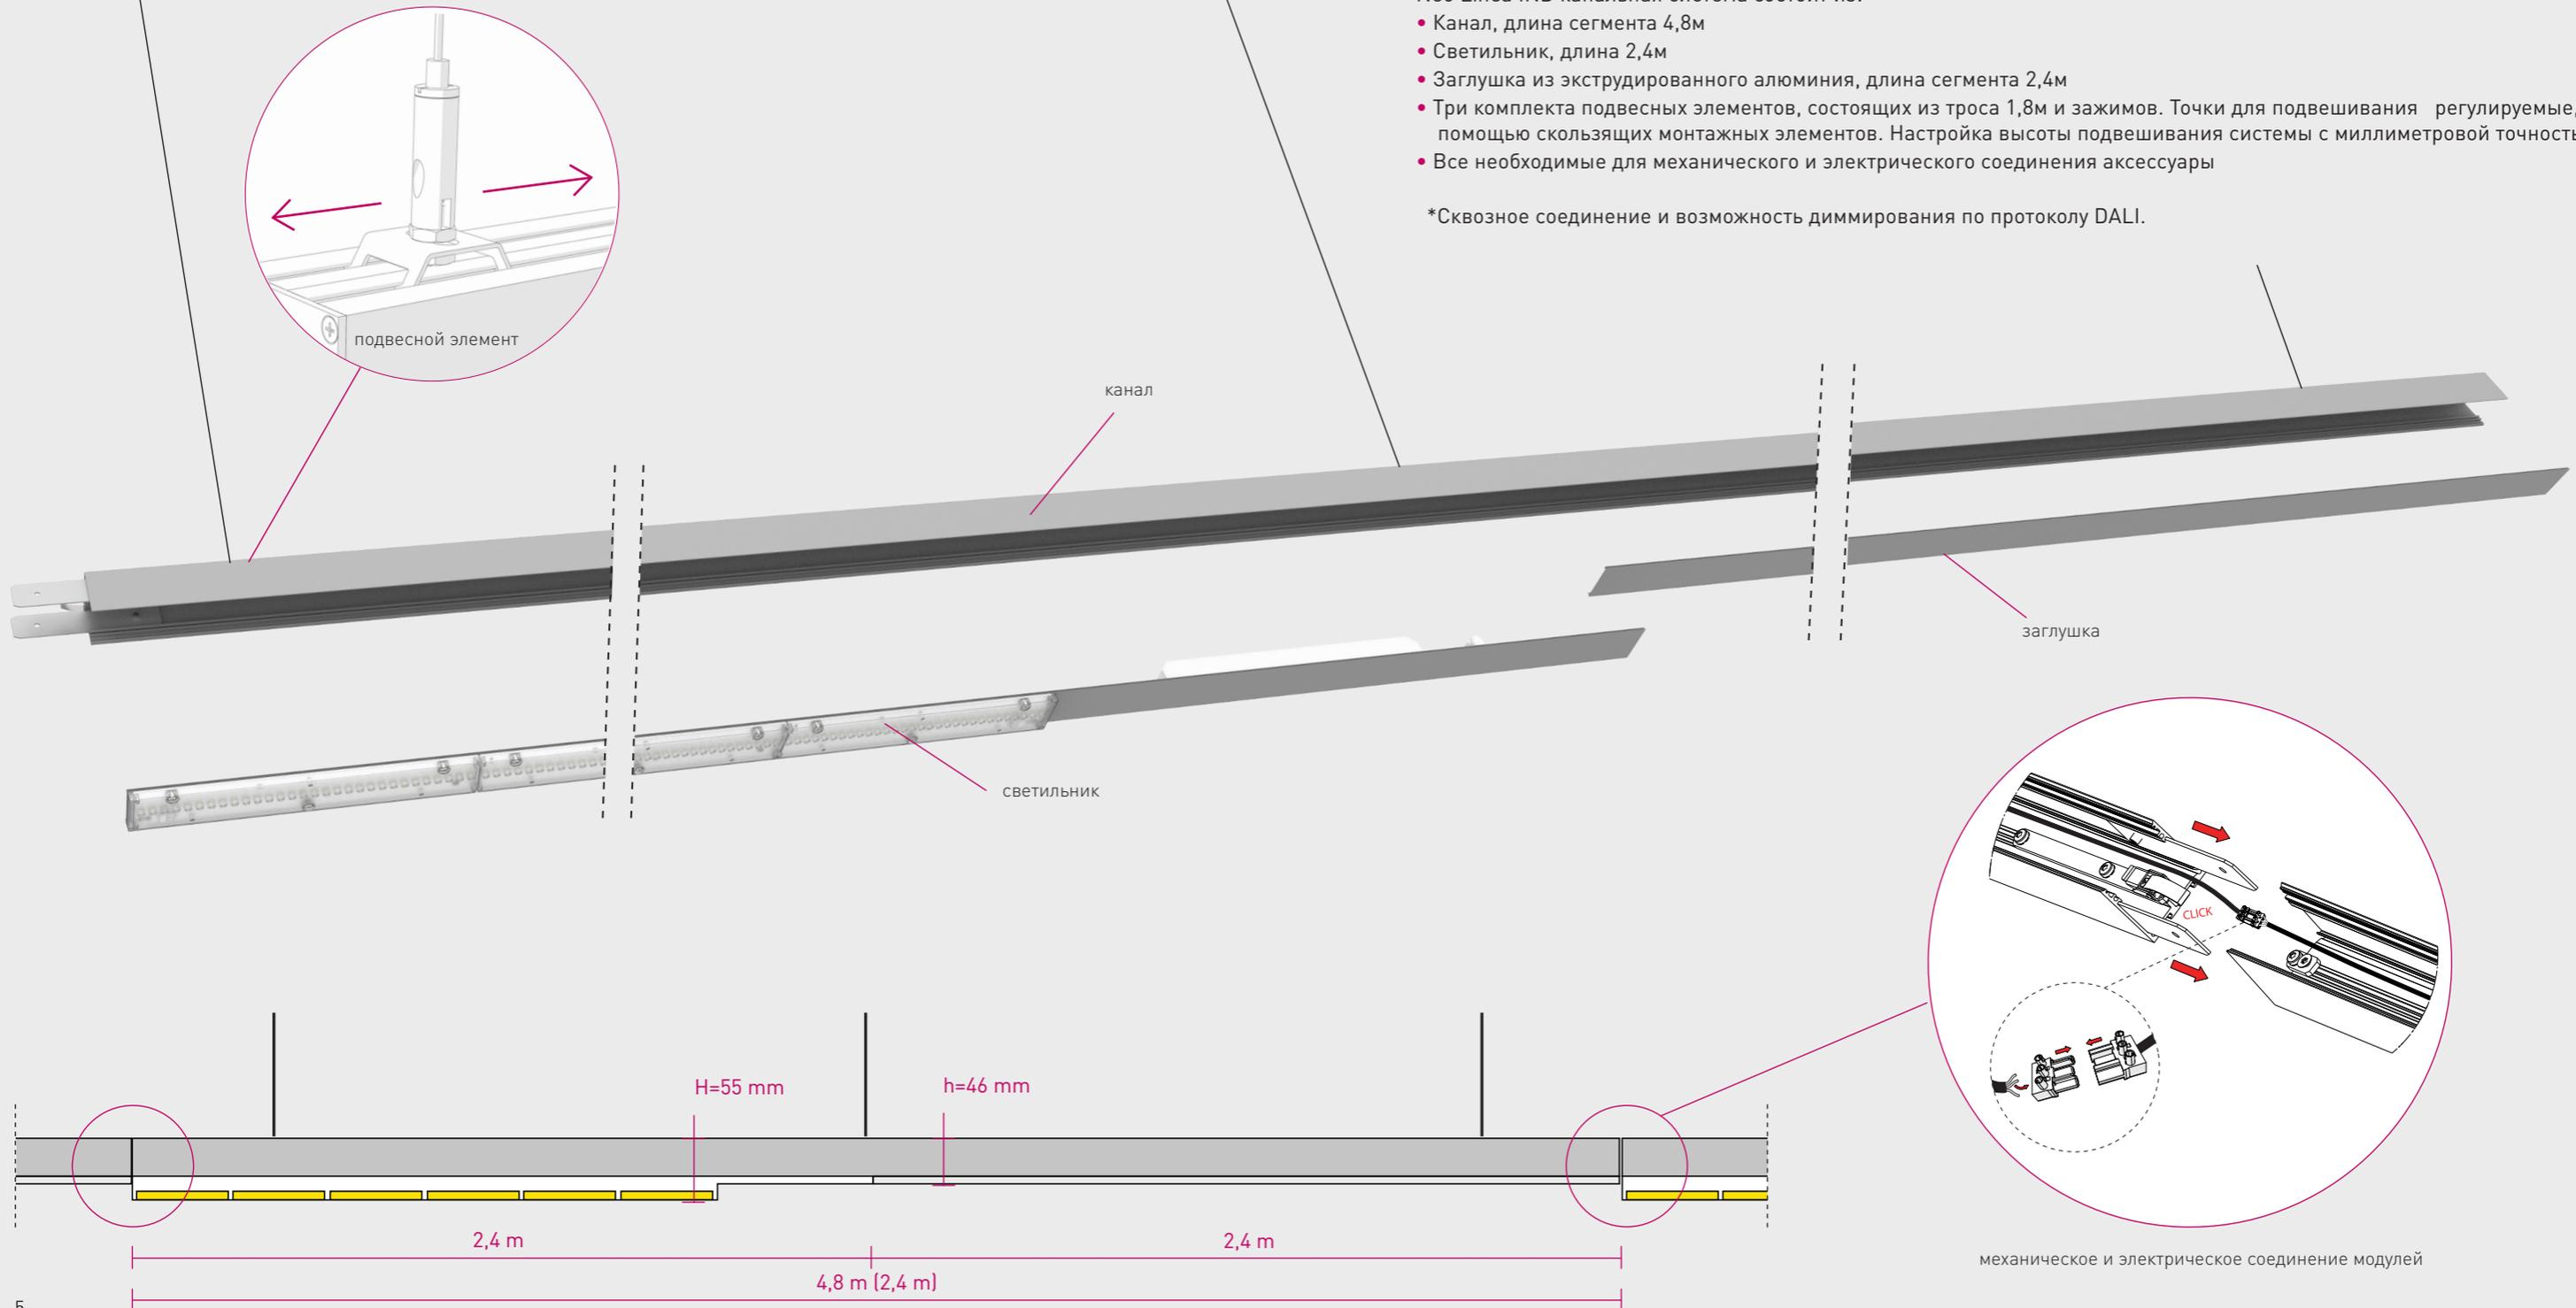 • Канал, длина сегмента 4,8м
• Светильник, длина 2,4м
• Заглушка из экструдированного алюминия, длина сегмента 2,4м
• Три комплекта подвесных элементов, состоящих из троса 1,8м и зажимов. Точки для подвешивания регулируемые,
помощью скользящих монтажных элементов. Настройка высоты подвешивания системы с миллиметровой точность
• Все необходимые для механического и электрического соединения аксессуары
*Сквозное соединение и возможность диммирования по протоколу DALI.
подвесной элемент
канал
заглушка
светильник
CLICK
H=55 mm
h=46 mm
2,4 m
2,4 m
4,8 m (2,4 m)
механическое и электрическое соединение модулей